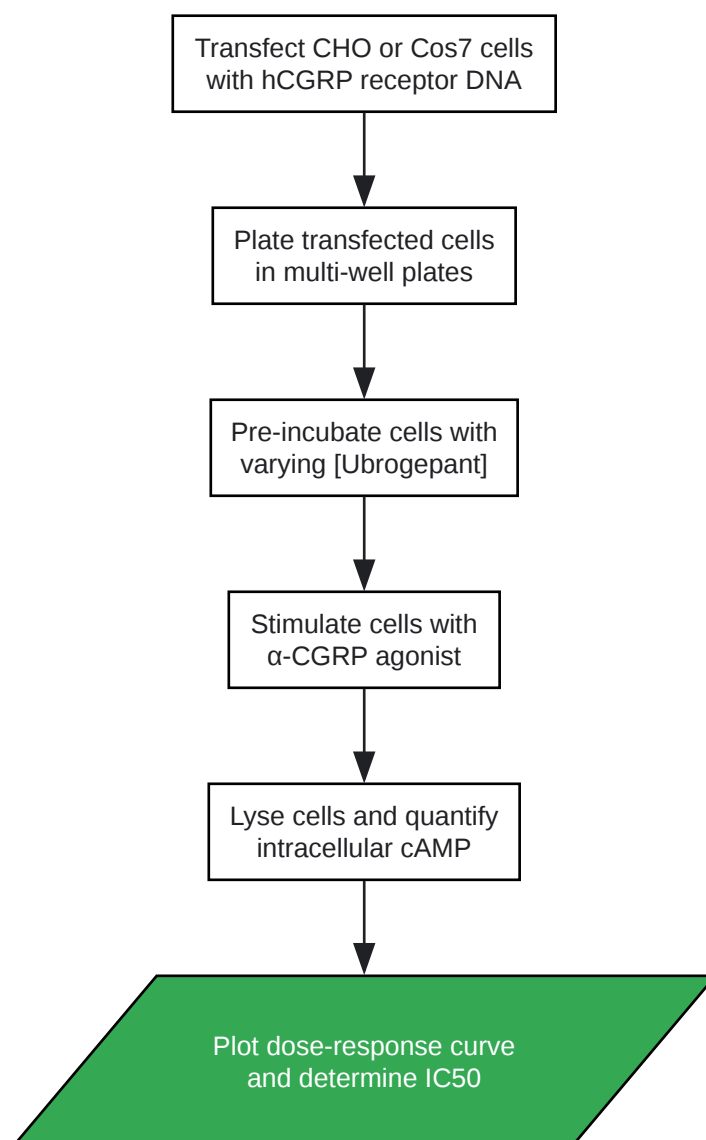 Transfect CHO or Cos7 cells
with hCGRP receptor DNA
Plate transfected cells
in multi-well plates
Pre-incubate cells with
varying [Ubrogepant]
Stimulate cells with
α-CGRP agonist
Lyse cells and quantify
intracellular cAMP
Plot dose-response curve
and determine IC50